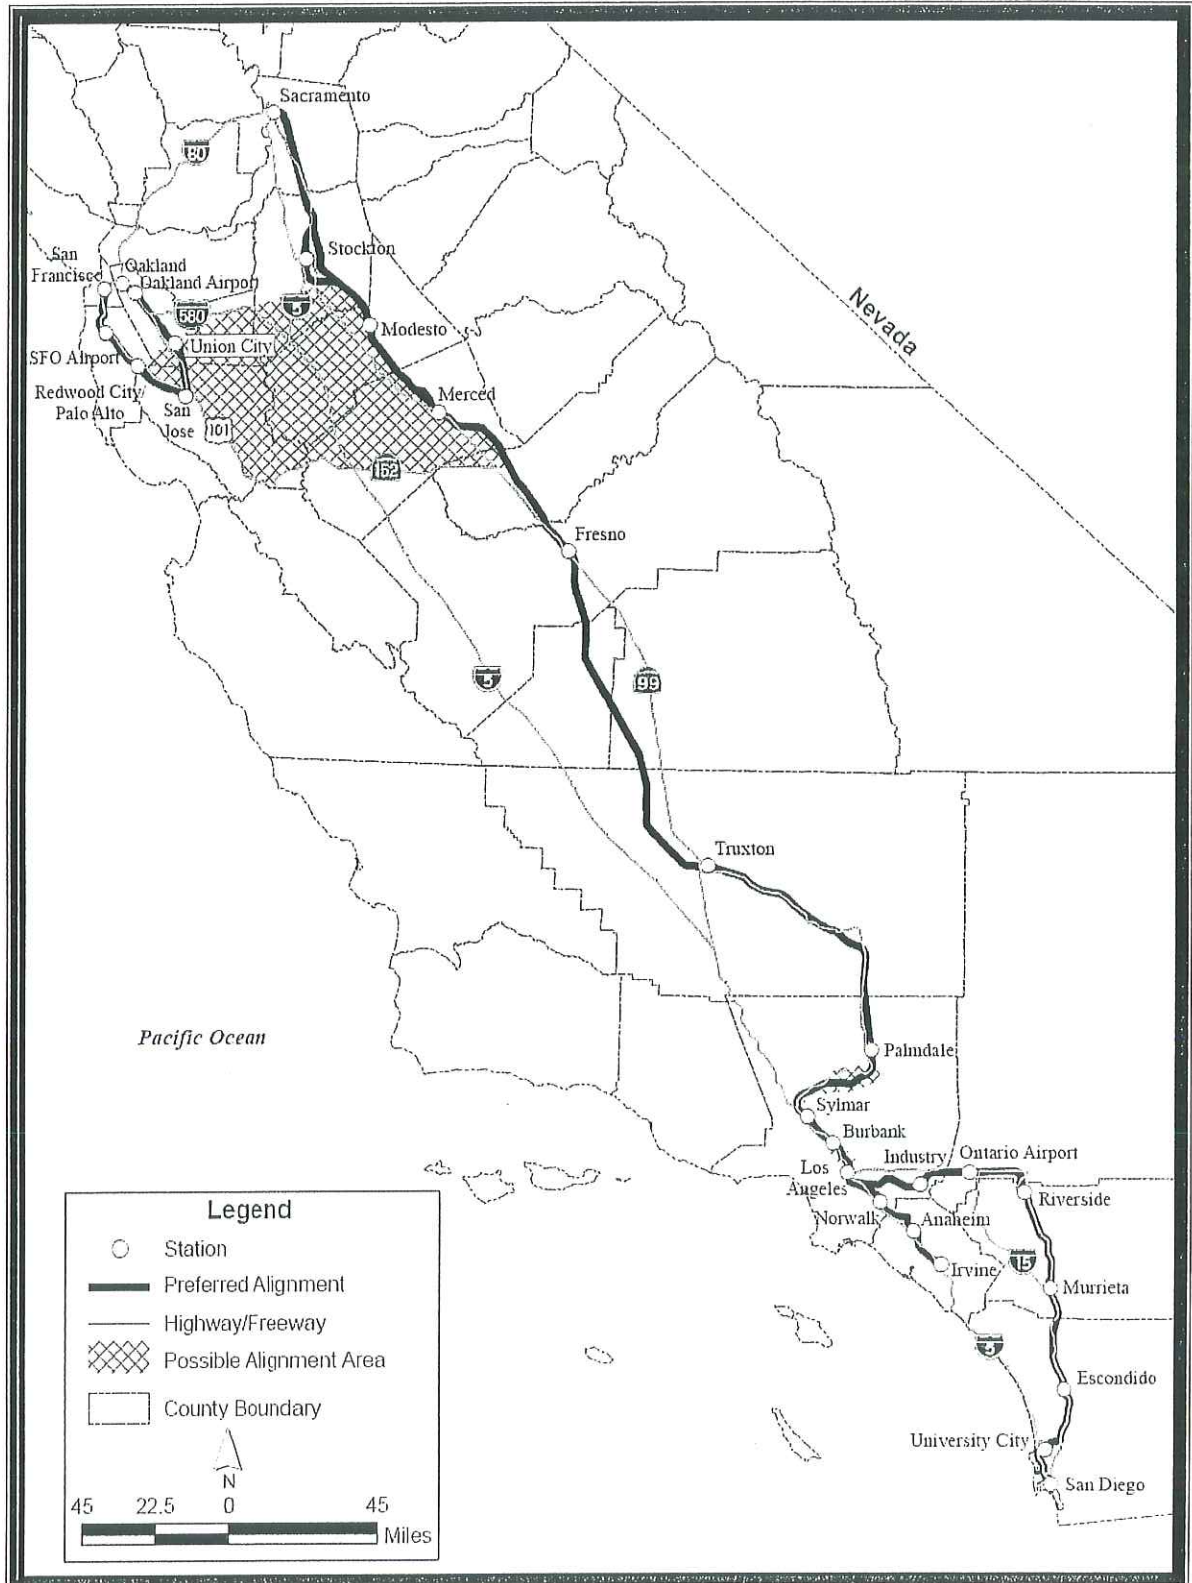 Sacramento
80
Stockton
San
Francisco
Oakland
Oakland Airport
580
5
Modesto
Union City
SFO Airport
Redwood City
Palo Alto
San
Jose
101
Merced
152
Nevada
Fresno
5
99
Truxton
Pacific Ocean
Palmdale
Sylmar
Burbank
Industry
Ontario Airport
Los
Angeles
Riverside
Norwalk
Anaheim
Irvine
15
Murrieta
5
Escondido
University City
San Diego
Legend
Station
Preferred Alignment
Highway/Freeway
Possible Alignment Area
County Boundary
N
45 22.5 0 45
Miles